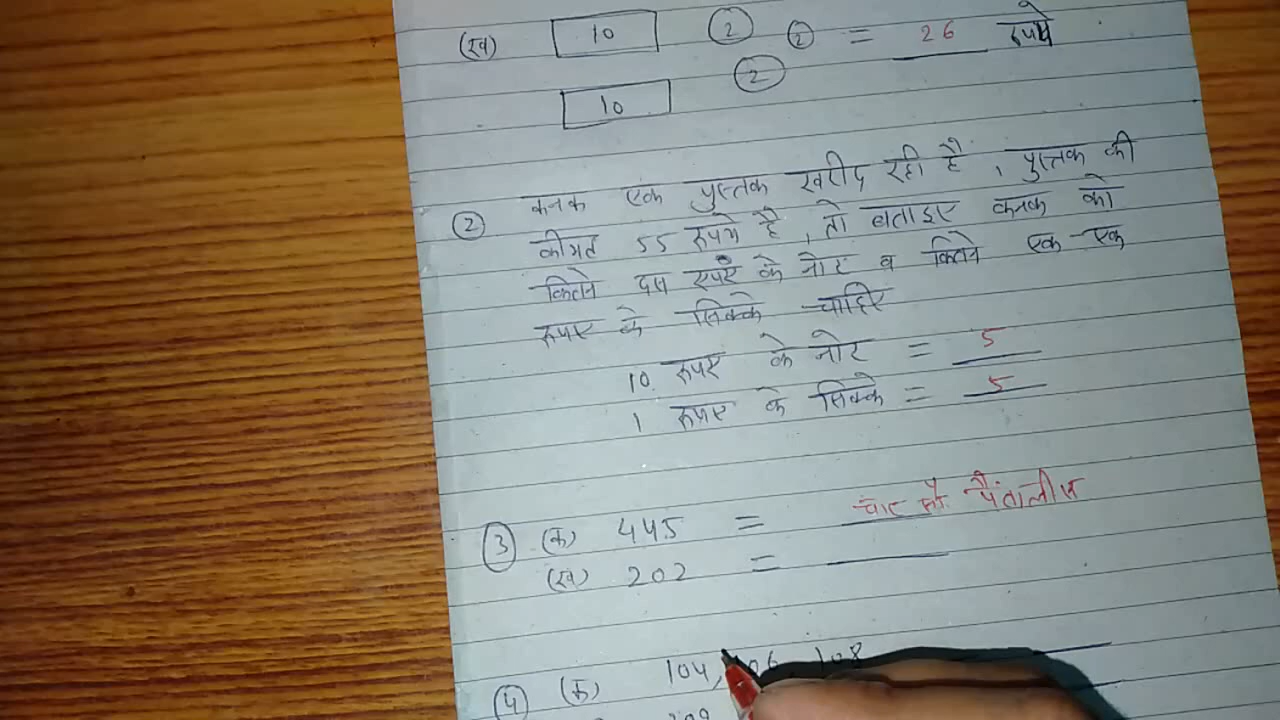 (ख) 10 2 2 = 26 रुपये
10 2
② कनक एक पुस्तक खरीद रही है , पुस्तक की
कीमत 55 रूपये है , तो बताइए कनक को
कितने दस रुपए के नोट व कितने एक-एक
रूपए के सिक्के चाहिए
10 रूपए के नोट = 5
1 रूपए के सिक्के = 5
③ (क) 445 = चार सौ पैंतालीस
(ख) 202 =
④ (क) 104, 106 108